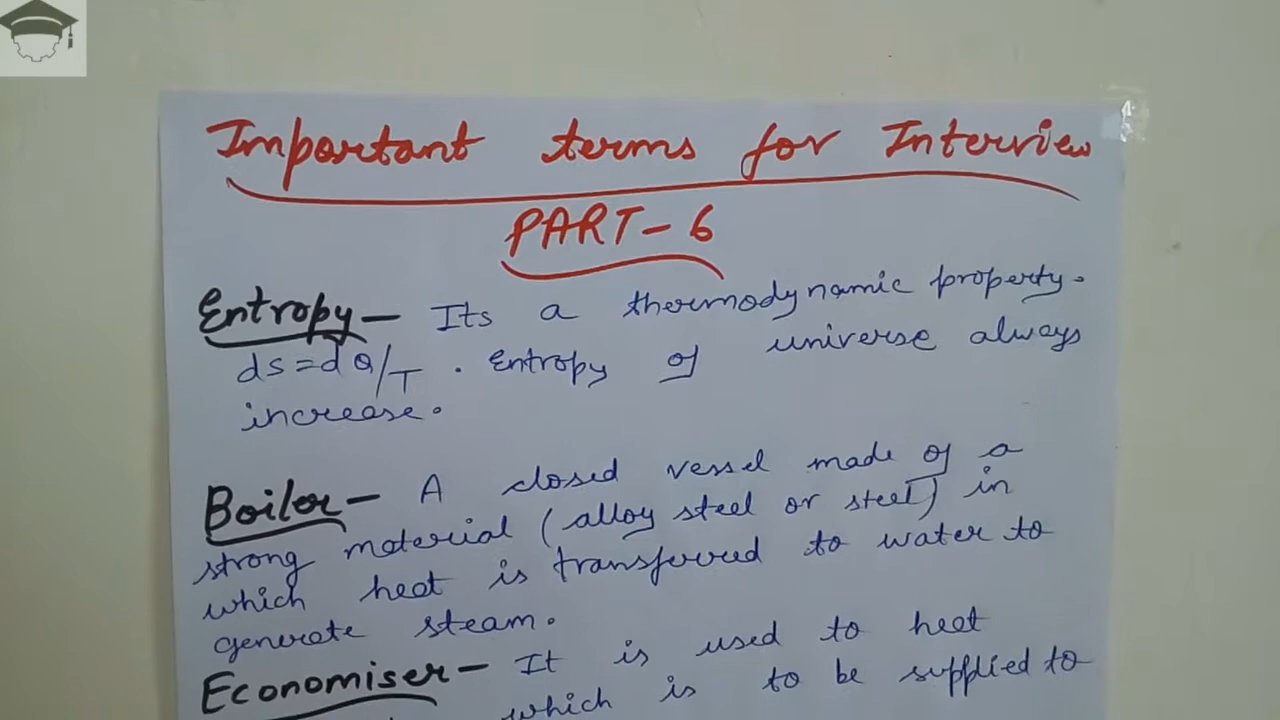 Important terms for Interview
PART-6
Entropy - Its a thermodynamic property.
ds=dQ/T . Entropy of universe always
increase.
Boiler - A closed vessel made of a
strong material (alloy steel or steel) in
which heat is transferred to water to
generate steam.
Economiser - It is used to heat
which is to be supplied to